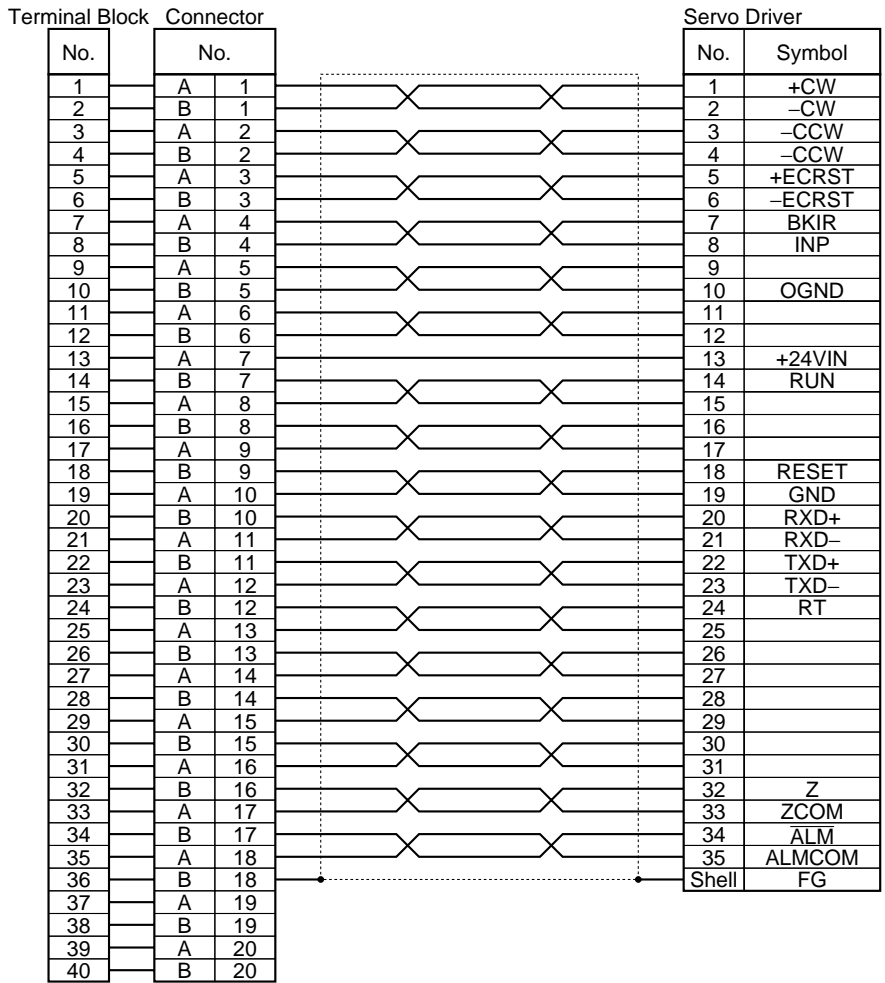 Terminal Block Connector Servo Driver
No. No. No. Symbol
1 A 1 1 +CW
2 B 1 2 −CW
3 A 2 3 −CCW
4 B 2 4 −CCW
5 A 3 5 +ECRST
6 B 3 6 −ECRST
7 A 4 7 BKIR
8 B 4 8 INP
9 A 5 9
10 B 5 10 OGND
11 A 6 11
12 B 6 12
13 A 7 13 +24VIN
14 B 7 14 RUN
15 A 8 15
16 B 8 16
17 A 9 17
18 B 9 18 RESET
19 A 10 19 GND
20 B 10 20 RXD+
21 A 11 21 RXD−
22 B 11 22 TXD+
23 A 12 23 TXD−
24 B 12 24 RT
25 A 13 25
26 B 13 26
27 A 14 27
28 B 14 28
29 A 15 29
30 B 15 30
31 A 16 31
32 B 16 32 Z
33 A 17 33 ZCOM
34 B 17 34 ALM
35 A 18 35 ALMCOM
36 B 18 Shell FG
37 A 19
38 B 19
39 A 20
40 B 20